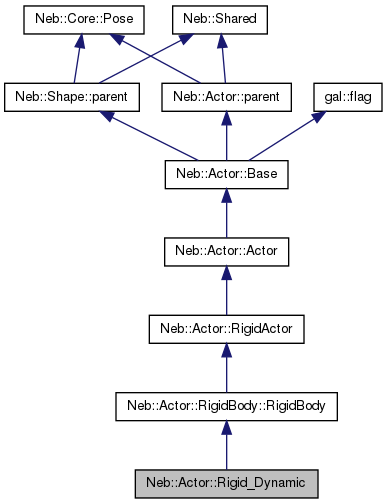 Neb::Core::Pose
Neb::Shared
Neb::Shape::parent
Neb::Actor::parent
gal::flag
Neb::Actor::Base
Neb::Actor::Actor
Neb::Actor::RigidActor
Neb::Actor::RigidBody::RigidBody
Neb::Actor::Rigid_Dynamic